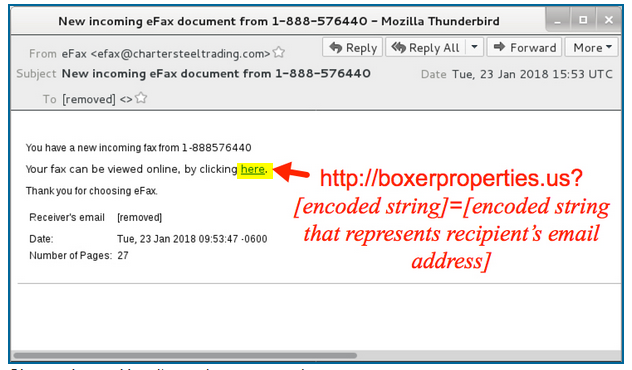 New incoming eFax document from 1-888-576440 – Mozilla Thunderbird
From eFax <efax@chartersteeltrading.com>
Reply
Reply All
Forward
More
Subject New incoming eFax document from 1-888-576440
Date Tue, 23 Jan 2018 15:53 UTC
To [removed] <>
You have a new incoming fax from 1-888576440
Your fax can be viewed online, by clicking here.
Thank you for choosing eFax.
Receiver's email [removed]
Date: Tue, 23 Jan 2018 09:53:47 -0600
Number of Pages: 27
http://boxerproperties.us?
[encoded string]=[encoded string
that represents recipient's email
address]